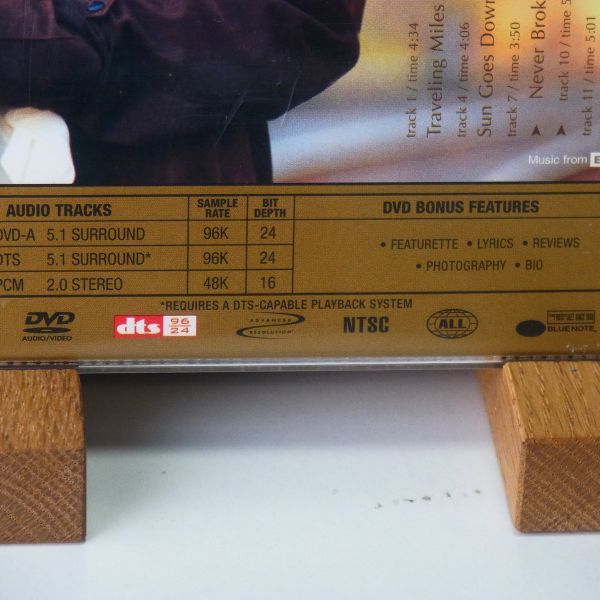 track 1 / time 4:34
Traveling Miles
track 4 / time 4:06
Sun Goes Down
track 7 / time 3:50
Never Brok
track 10 / time 5
track 11 / time 5:01
Music from
AUDIO TRACKS SAMPLE RATE BIT DEPTH
DVD-A 5.1 SURROUND 96K 24
DTS 5.1 SURROUND* 96K 24
PCM 2.0 STEREO 48K 16
*REQUIRES A DTS-CAPABLE PLAYBACK SYSTEM
DVD BONUS FEATURES
• FEATURETTE • LYRICS • REVIEWS
• PHOTOGRAPHY • BIO
DVD
AUDIO/VIDEO
dts 96 24
ADVANCED RESOLUTION
NTSC
ALL
BLUE NOTE